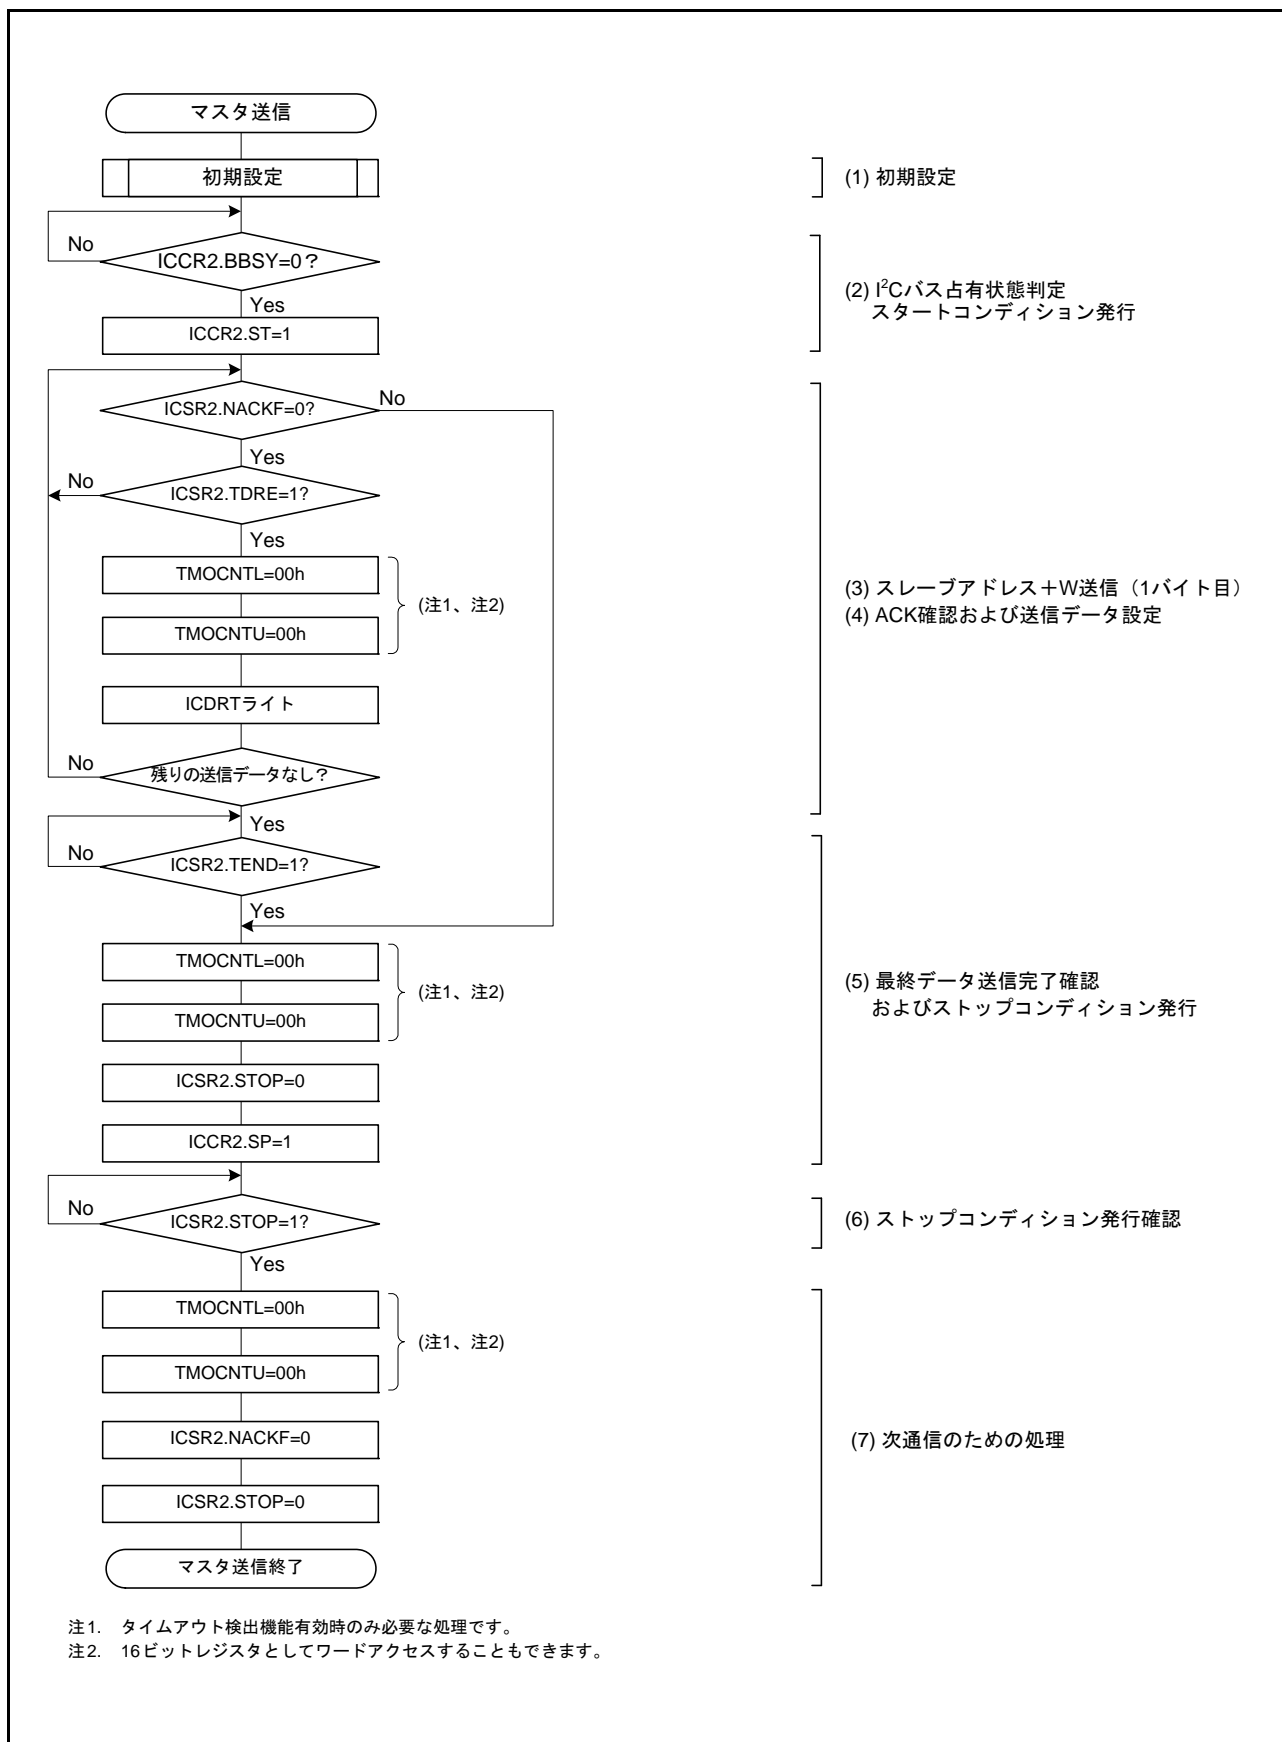 マスタ送信
初期設定
(1) 初期設定
No
ICCR2.BBSY=0？
Yes
(2) I²Cバス占有状態判定
スタートコンディション発行
ICCR2.ST=1
ICSR2.NACKF=0?
No
Yes
No
ICSR2.TDRE=1?
Yes
TMOCNTL=00h
(注1、注2)
TMOCNTU=00h
(3) スレーブアドレス＋W送信（1バイト目）
(4) ACK確認および送信データ設定
ICDRTライト
No
残りの送信データなし？
Yes
No
ICSR2.TEND=1?
Yes
TMOCNTL=00h
(注1、注2)
TMOCNTU=00h
(5) 最終データ送信完了確認
およびストップコンディション発行
ICSR2.STOP=0
ICCR2.SP=1
No
ICSR2.STOP=1?
Yes
(6) ストップコンディション発行確認
TMOCNTL=00h
(注1、注2)
TMOCNTU=00h
ICSR2.NACKF=0
(7) 次通信のための処理
ICSR2.STOP=0
マスタ送信終了
注1. タイムアウト検出機能有効時のみ必要な処理です。
注2. 16ビットレジスタとしてワードアクセスすることもできます。